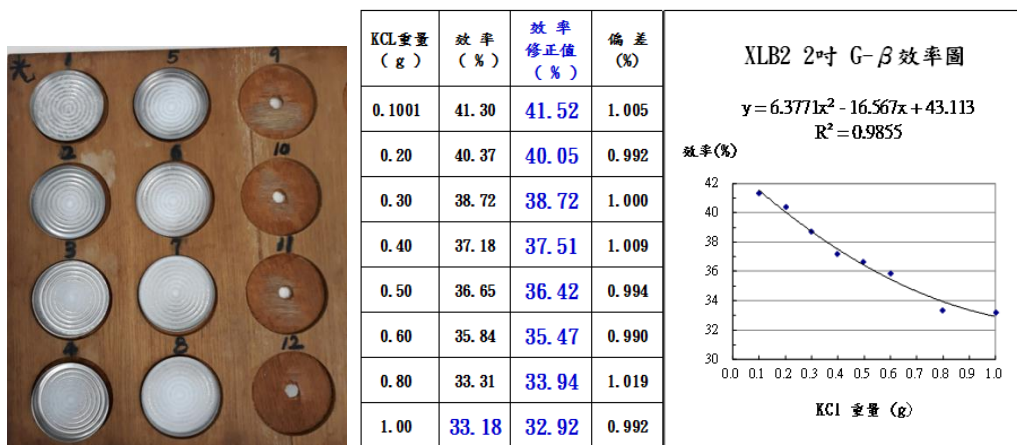 光
1 5 9
2 6 10
3 7 11
4 8 12
KCL重量 效 率 效 率 偏 差
( g ) ( % ) 修正值 (%)
( % )
0.1001 41.30 41.52 1.005
0.20 40.37 40.05 0.992
0.30 38.72 38.72 1.000
0.40 37.18 37.51 1.009
0.50 36.65 36.42 0.994
0.60 35.84 35.47 0.990
0.80 33.31 33.94 1.019
1.00 33.18 32.92 0.992
XLB2 2吋 G-β效率圖
y = 6.3771x² - 16.567x + 43.113
R² = 0.9855
效率(%)
42
40
38
36
34
32
30
0.0 0.1 0.2 0.3 0.4 0.5 0.6 0.7 0.8 0.9 1.0
KCl 重量 (g)